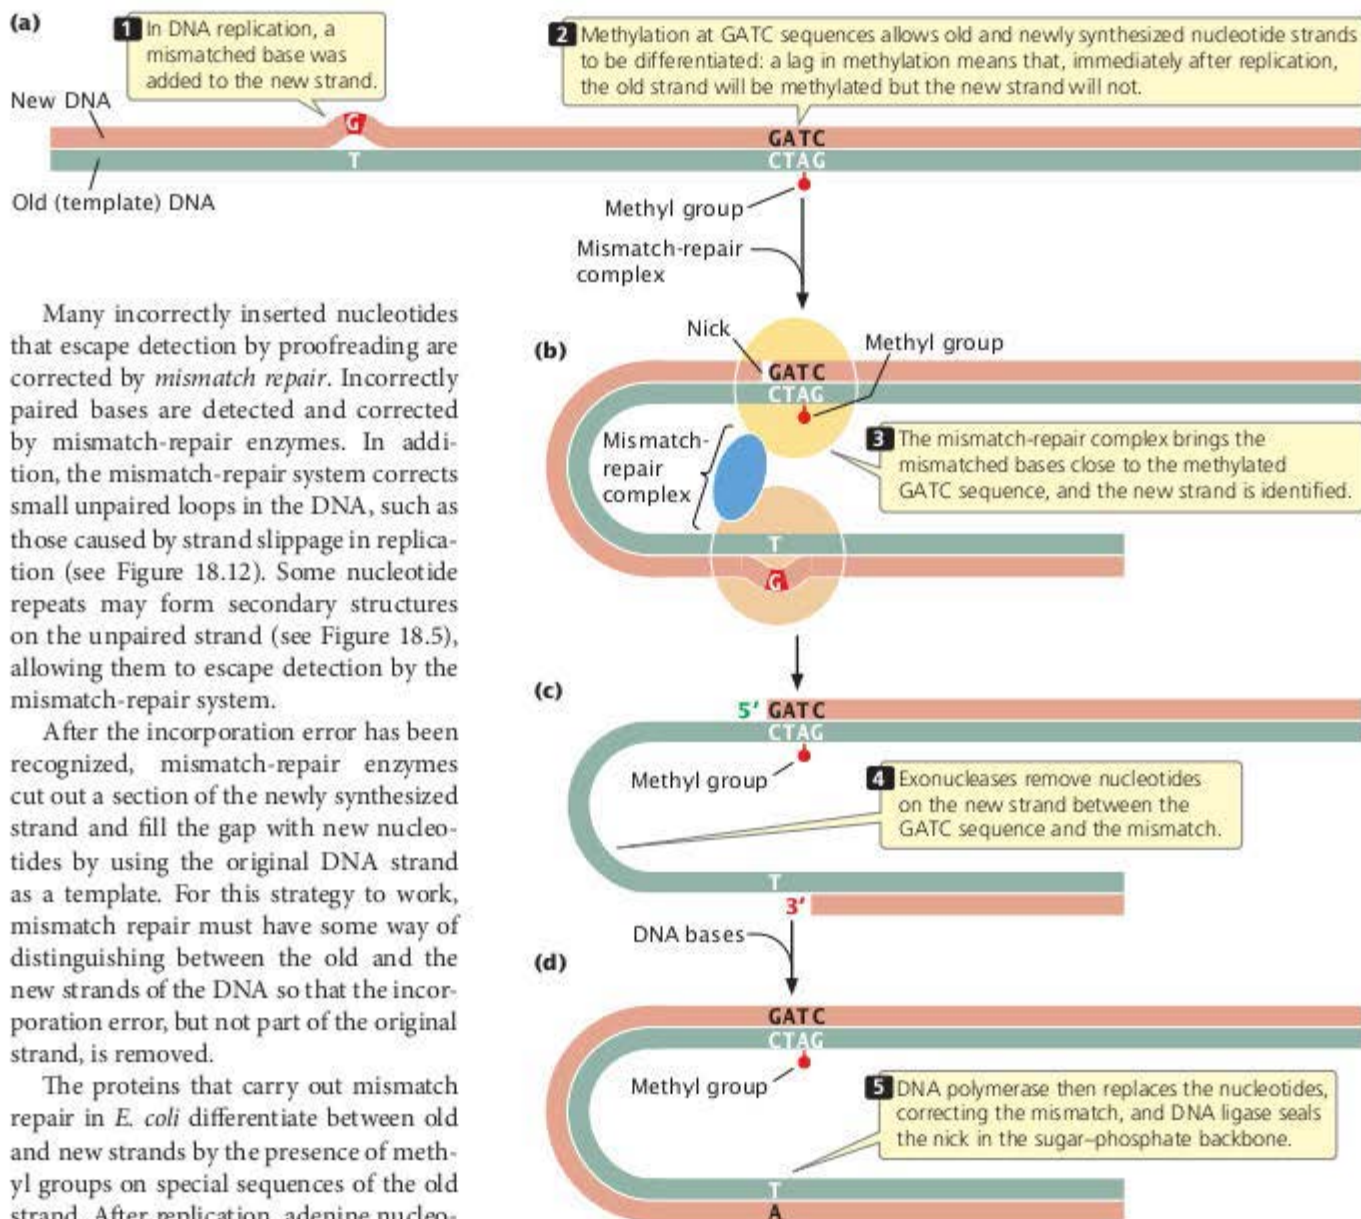 (a)
1 In DNA replication, a
mismatched base was
added to the new strand.
2 Methylation at GATC sequences allows old and newly synthesized nucleotide strands
to be differentiated: a lag in methylation means that, immediately after replication,
the old strand will be methylated but the new strand will not.
New DNA
G
GATC
T
CTAG
Old (template) DNA
Methyl group
Mismatch-repair
complex
Many incorrectly inserted nucleotides
that escape detection by proofreading are
corrected by mismatch repair. Incorrectly
paired bases are detected and corrected
by mismatch-repair enzymes. In addi-
tion, the mismatch-repair system corrects
small unpaired loops in the DNA, such as
those caused by strand slippage in replica-
tion (see Figure 18.12). Some nucleotide
repeats may form secondary structures
on the unpaired strand (see Figure 18.5),
allowing them to escape detection by the
mismatch-repair system.
After the incorporation error has been
recognized, mismatch-repair enzymes
cut out a section of the newly synthesized
strand and fill the gap with new nucleo-
tides by using the original DNA strand
as a template. For this strategy to work,
mismatch repair must have some way of
distinguishing between the old and the
new strands of the DNA so that the incor-
poration error, but not part of the original
strand, is removed.
The proteins that carry out mismatch
repair in E. coli differentiate between old
and new strands by the presence of meth-
yl groups on special sequences of the old
strand. After replication, adenine nucleo-
(b)
Nick
Methyl group
GATC
CTAG
Mismatch-
repair
complex
3 The mismatch-repair complex brings the
mismatched bases close to the methylated
GATC sequence, and the new strand is identified.
T
G
(c)
5′ GATC
CTAG
Methyl group
4 Exonucleases remove nucleotides
on the new strand between the
GATC sequence and the mismatch.
T
3′
DNA bases
(d)
GATC
CTAG
Methyl group
5 DNA polymerase then replaces the nucleotides,
correcting the mismatch, and DNA ligase seals
the nick in the sugar–phosphate backbone.
T
A